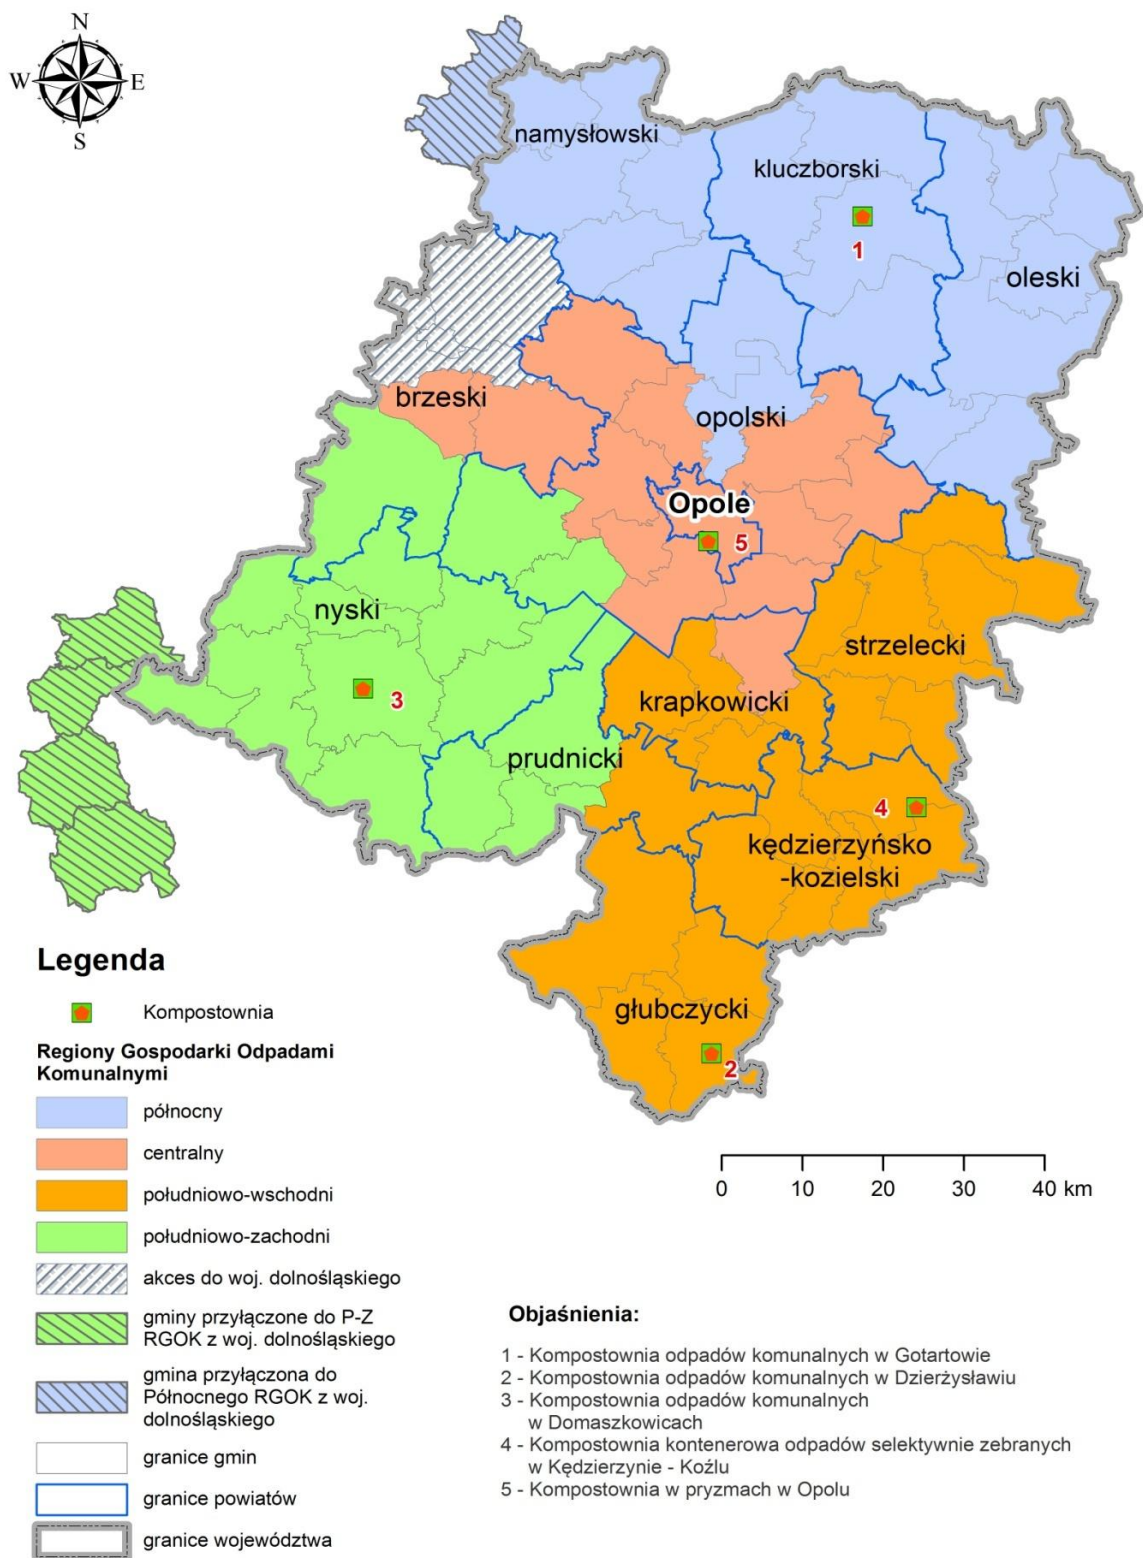 N
W E
S
namysłowski
kluczborski
1
oleski
brzeski
opolski
Opole
5
nyski
strzelecki
3
krapkowicki
prudnicki
4
kędzierzyńsko
-kozielski
głubczycki
2
Legenda
Kompostownia
Regiony Gospodarki Odpadami
Komunalnymi
północny
centralny
południowo-wschodni
południowo-zachodni
akces do woj. dolnośląskiego
gminy przyłączone do P-Z
RGOK z woj. dolnośląskiego
gmina przyłączona do
Północnego RGOK z woj.
dolnośląskiego
granice gmin
granice powiatów
granice województwa
0 10 20 30 40 km
Objaśnienia:
1 - Kompostownia odpadów komunalnych w Gotartowie
2 - Kompostownia odpadów komunalnych w Dzierżysławiu
3 - Kompostownia odpadów komunalnych
w Domaszkowicach
4 - Kompostownia kontenerowa odpadów selektywnie zebranych
w Kędzierzynie - Koźlu
5 - Kompostownia w pryzmach w Opolu